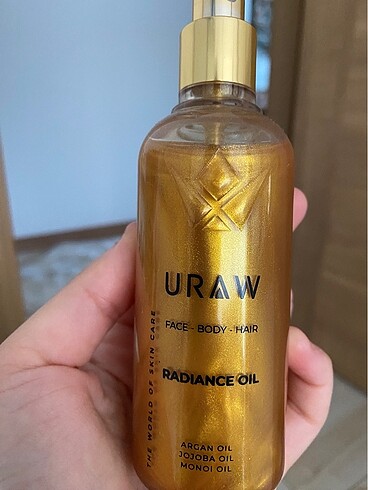 URAW
FACE - BODY - HAIR
RADIANCE OIL
ARGAN OIL
JOJOBA OIL
MONOI OIL
THE WORLD OF SKIN CARE